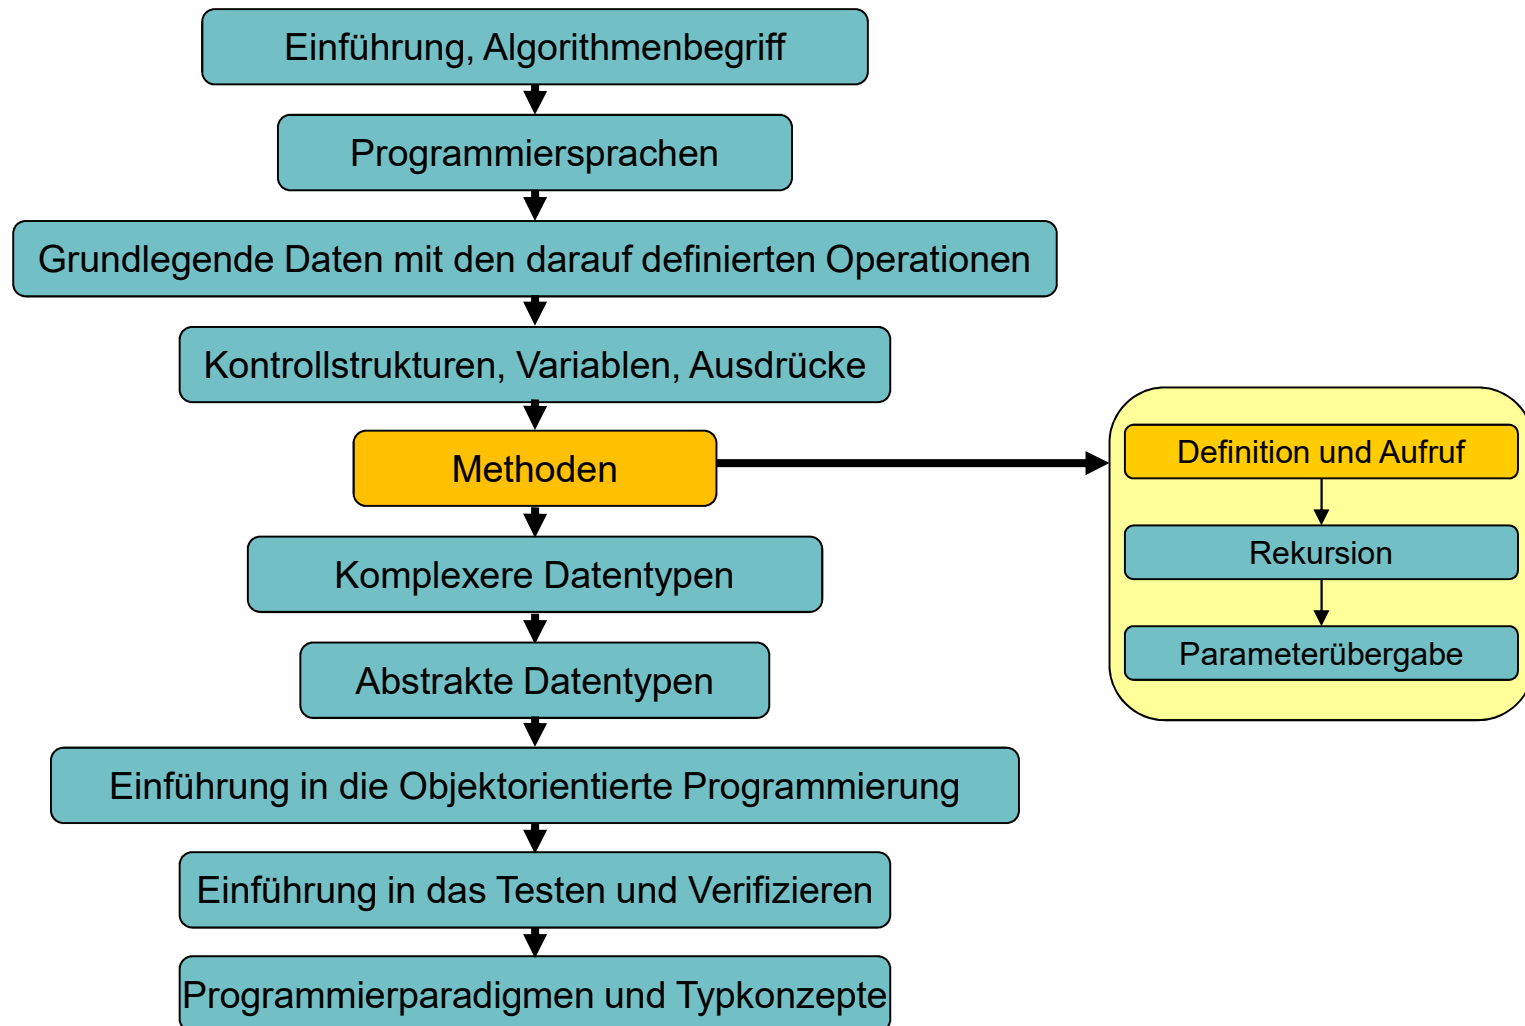 Einführung, Algorithmenbegriff
Programmiersprachen
Grundlegende Daten mit den darauf definierten Operationen
Kontrollstrukturen, Variablen, Ausdrücke
Methoden
Komplexere Datentypen
Abstrakte Datentypen
Einführung in die Objektorientierte Programmierung
Einführung in das Testen und Verifizieren
Programmierparadigmen und Typkonzepte
Definition und Aufruf
Rekursion
Parameterübergabe